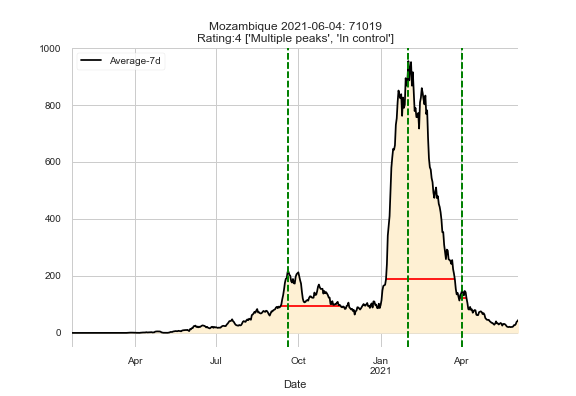 Mozambique 2021-06-04: 71019
Rating:4 ['Multiple peaks', 'In control']
1000
Average-7d
800
600
400
200
0
Apr
Jul
Oct
Jan
2021
Apr
Date